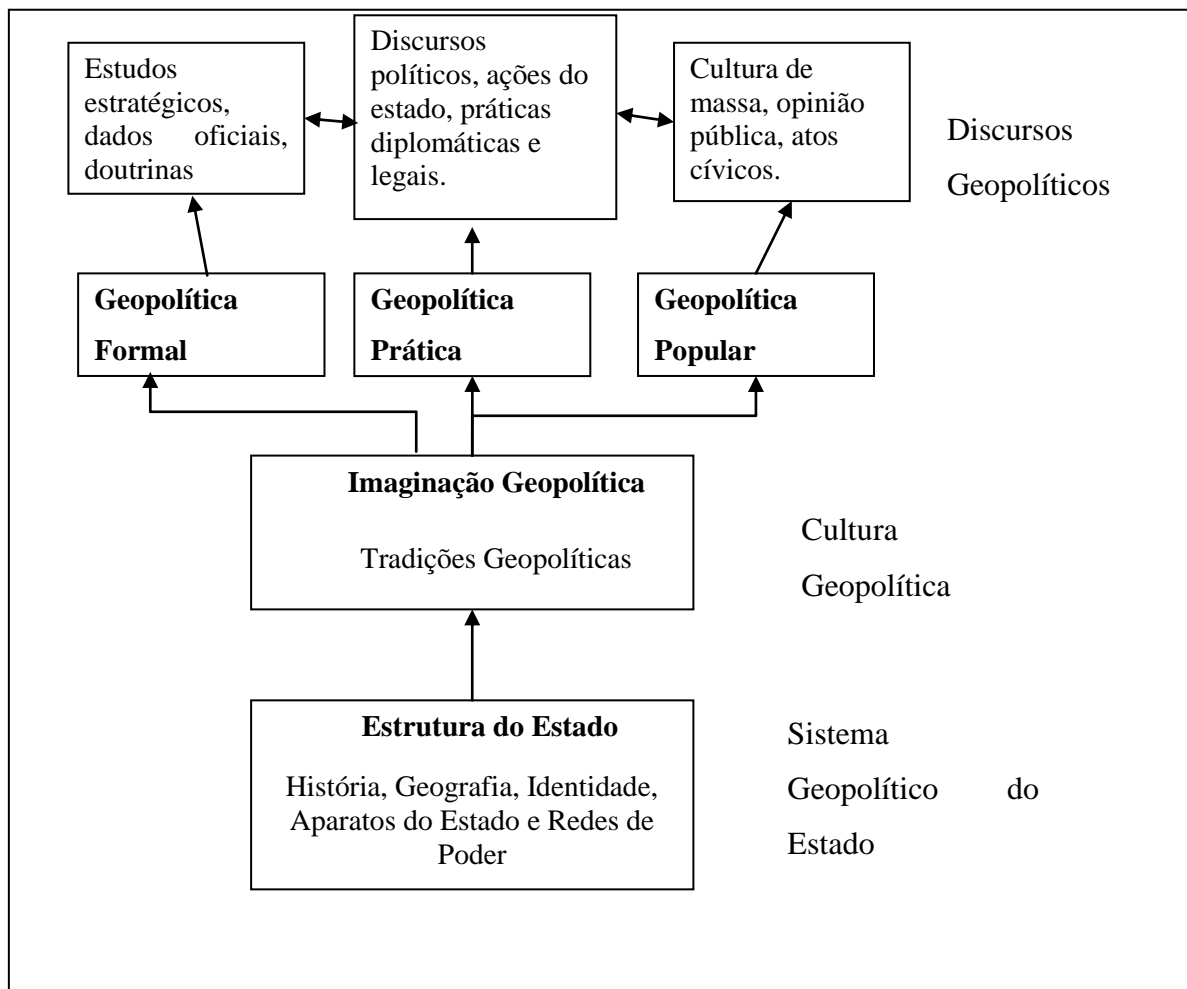 Estudos
estratégicos,
dados oficiais,
doutrinas
Discursos
políticos, ações do
estado, práticas
diplomáticas e
legais.
Cultura de
massa, opinião
pública, atos
cívicos.
Discursos
Geopolíticos
Geopolítica
Formal
Geopolítica
Prática
Geopolítica
Popular
Imaginação Geopolítica
Tradições Geopolíticas
Cultura
Geopolítica
Estrutura do Estado
História, Geografia, Identidade,
Aparatos do Estado e Redes de
Poder
Sistema
Geopolítico do
Estado